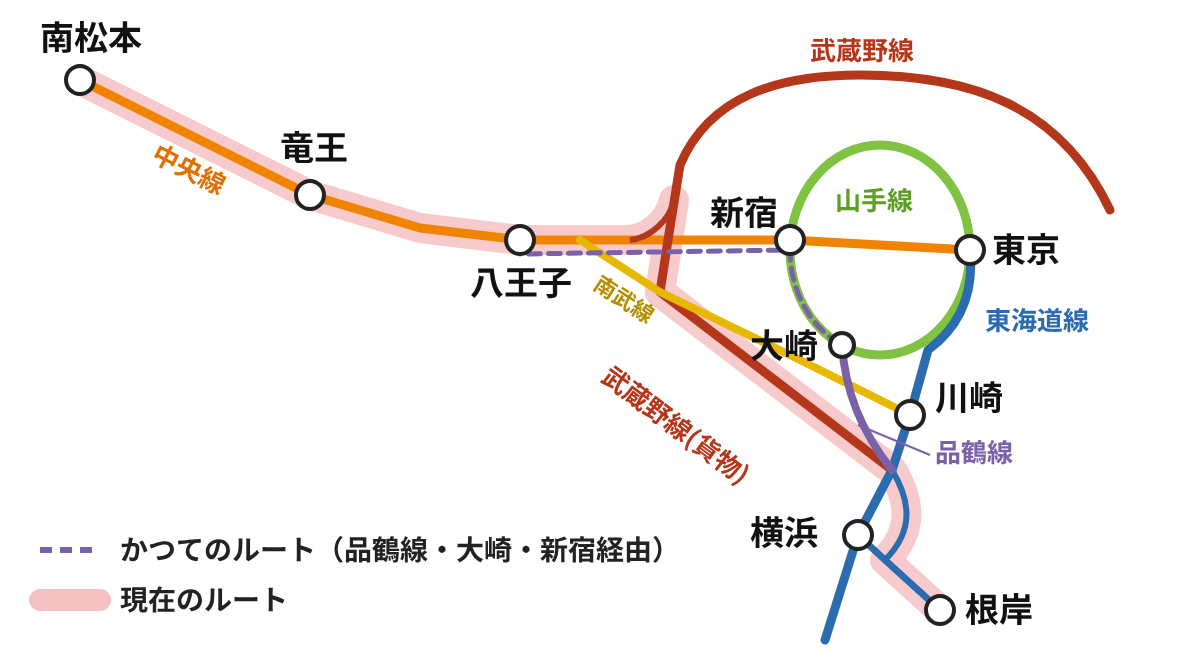 南松本
武蔵野線
竜王
中央線
新宿
山手線
東京
八王子
南武線
東海道線
大崎
川崎
武蔵野線(貨物)
品鶴線
横浜
かつてのルート（品鶴線・大崎・新宿経由）
現在のルート
根岸